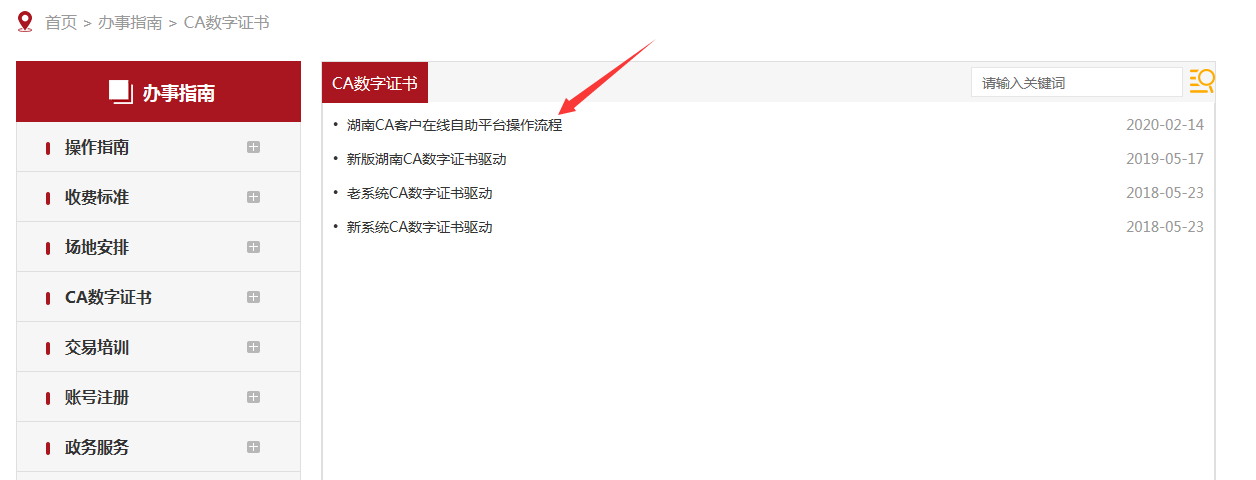 首页 > 办事指南 > CA数字证书
办事指南
操作指南
收费标准
场地安排
CA数字证书
交易培训
账号注册
政务服务
CA数字证书
请输入关键词
• 湖南CA客户在线自助平台操作流程 2020-02-14
• 新版湖南CA数字证书驱动 2019-05-17
• 老系统CA数字证书驱动 2018-05-23
• 新系统CA数字证书驱动 2018-05-23